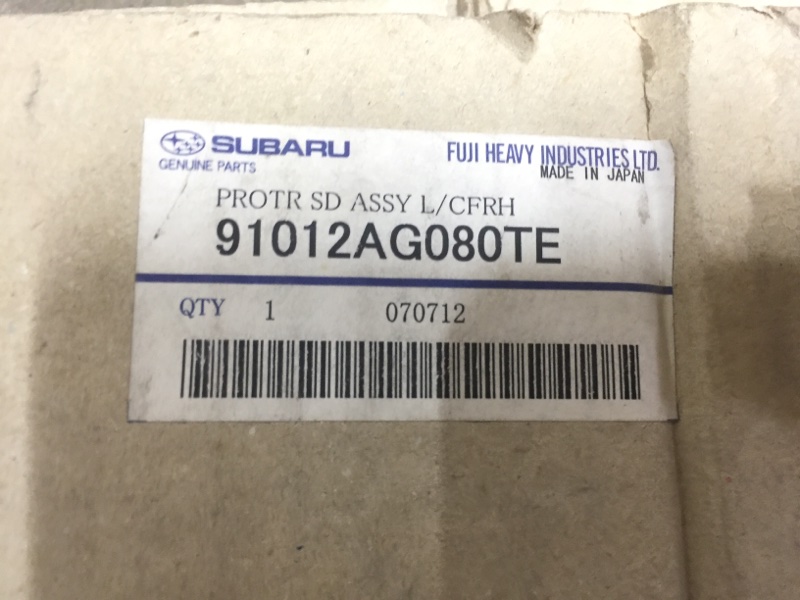 SUBARU
GENUINE PARTS
FUJI HEAVY INDUSTRIES LTD.
MADE IN JAPAN
PROTR SD ASSY L/CFRH
91012AG080TE
QTY 1 070712